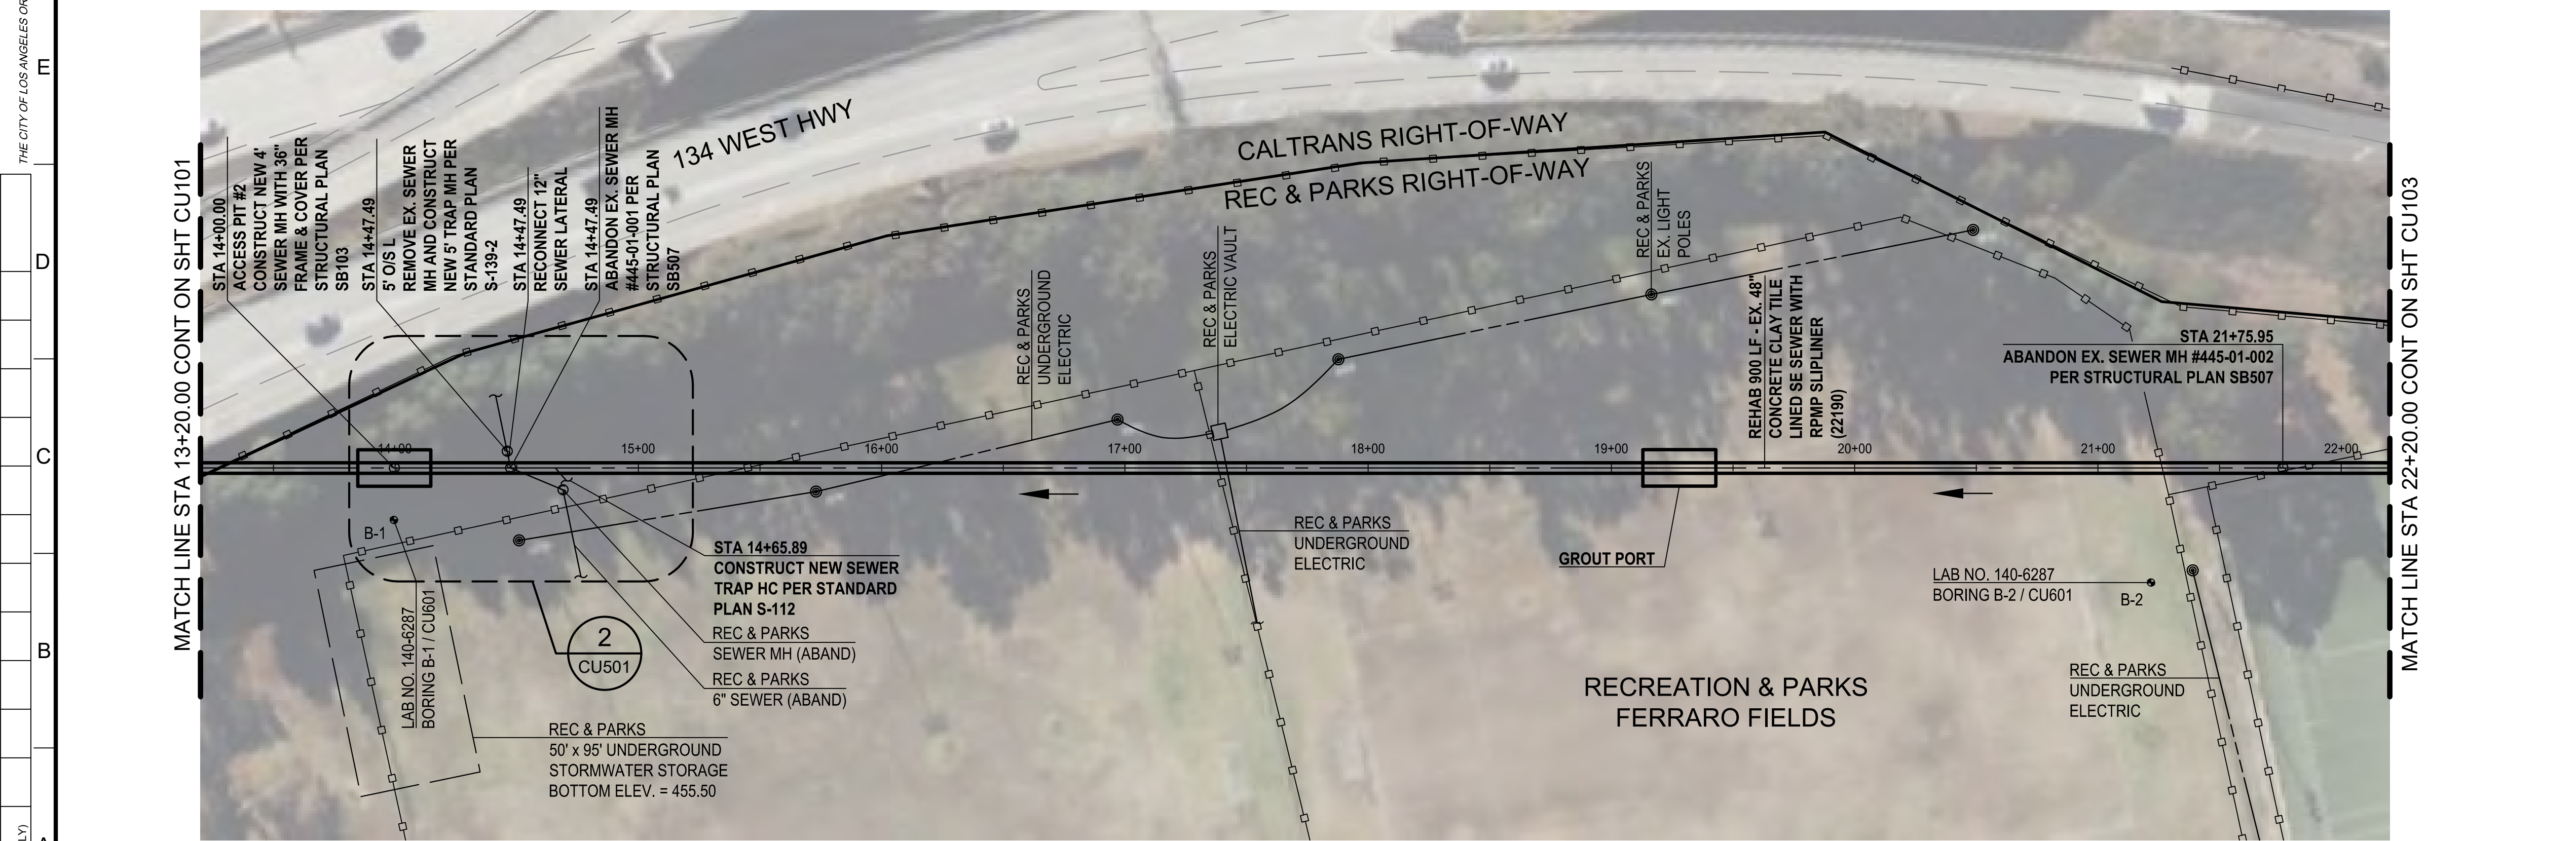 THE CITY OF LOS ANGELES OR
E
D
C
B
A
LY)
MATCH LINE STA 13+20.00 CONT ON SHT CU101
STA 14+00.00
ACCESS PIT #2
CONSTRUCT NEW 4'
SEWER MH WITH 36"
FRAME & COVER PER
STRUCTURAL PLAN
SB103
STA 14+47.49
5' O/S L
REMOVE EX. SEWER
MH AND CONSTRUCT
NEW 5' TRAP MH PER
STANDARD PLAN
S-139-2
STA 14+47.49
RECONNECT 12"
SEWER LATERAL
STA 14+47.49
ABANDON EX. SEWER MH
#445-01-001 PER
STRUCTURAL PLAN
SB507
134 WEST HWY
CALTRANS RIGHT-OF-WAY
REC & PARKS RIGHT-OF-WAY
REC & PARKS
UNDERGROUND
ELECTRIC
REC & PARKS
ELECTRIC VAULT
REC & PARKS
EX. LIGHT
POLES
REHAB 900 LF - EX. 48"
CONCRETE CLAY TILE
LINED SE SEWER WITH
RPMP SLIPLINER
(22190)
STA 21+75.95
ABANDON EX. SEWER MH #445-01-002
PER STRUCTURAL PLAN SB507
14+00
15+00
16+00
17+00
18+00
19+00
20+00
21+00
22+00
B-1
LAB NO. 140-6287
BORING B-1 / CU601
STA 14+65.89
CONSTRUCT NEW SEWER
TRAP HC PER STANDARD
PLAN S-112
REC & PARKS
SEWER MH (ABAND)
REC & PARKS
6" SEWER (ABAND)
2
CU501
REC & PARKS
50' x 95' UNDERGROUND
STORMWATER STORAGE
BOTTOM ELEV. = 455.50
REC & PARKS
UNDERGROUND
ELECTRIC
GROUT PORT
LAB NO. 140-6287
BORING B-2 / CU601
B-2
REC & PARKS
UNDERGROUND
ELECTRIC
RECREATION & PARKS
FERRARO FIELDS
MATCH LINE STA 22+20.00 CONT ON SHT CU103